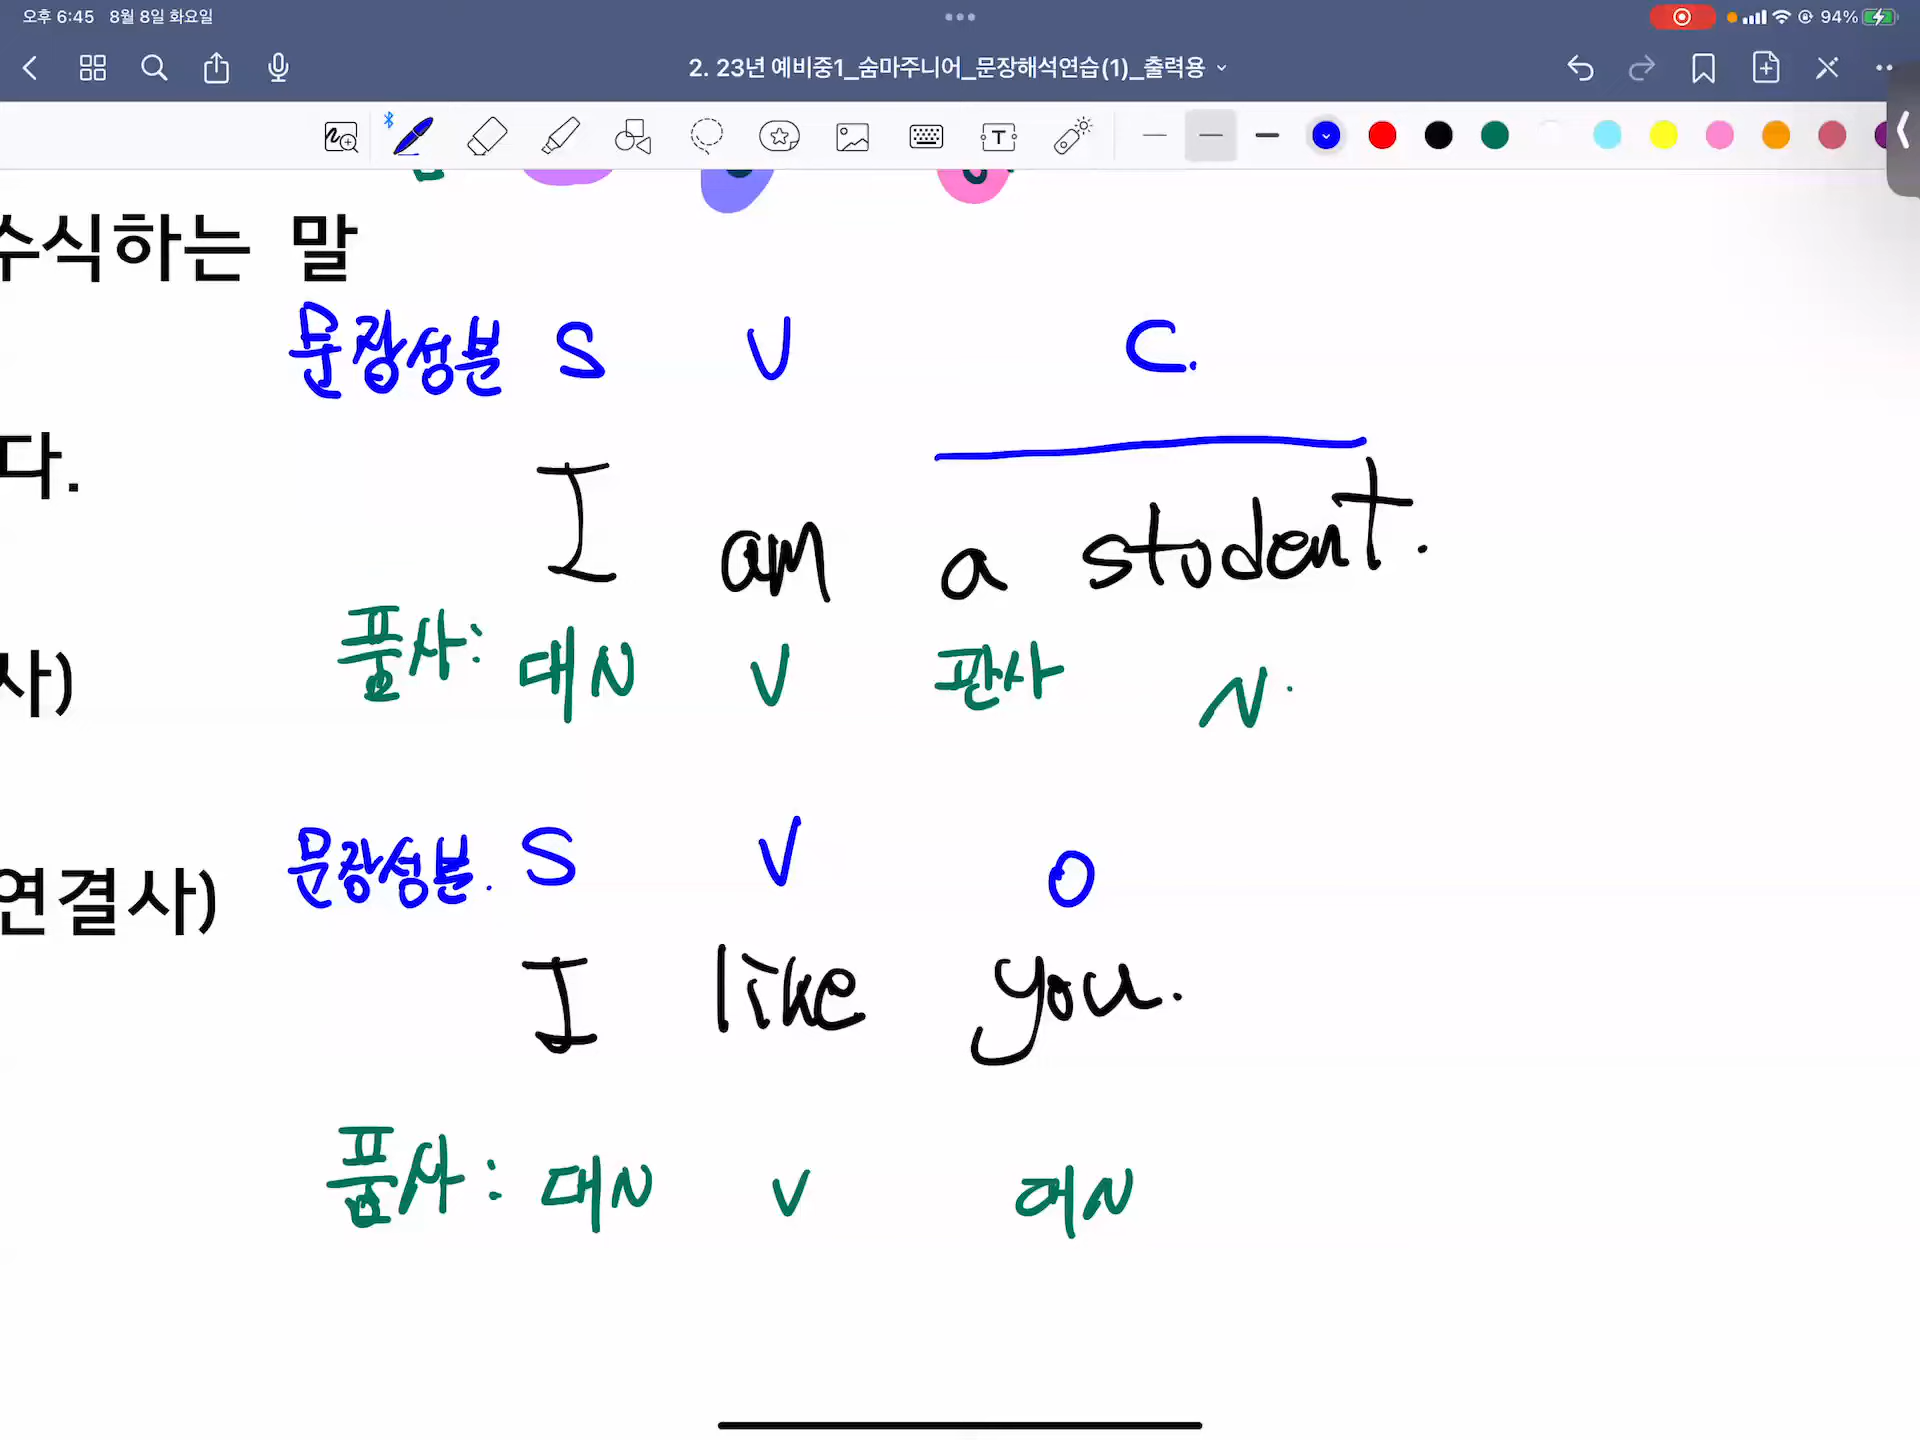 오후 6:45 8월 8일 화요일 94%
2. 23년 예비중1_숨마주니어_문장해석연습(1)_출력용
수식하는 말
문장성분 S V C.
다.
I am a student.
품사: 대N V 관사 N.
사)
문장성분. S V O
연결사)
I like you.
품사: 대N V 대N